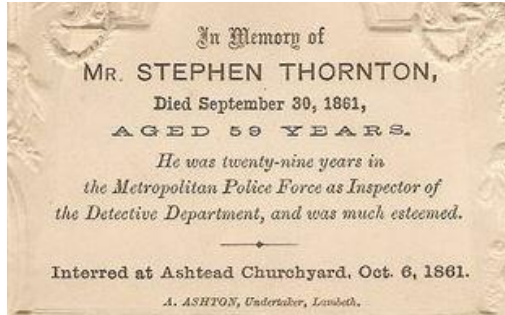 In Memory of
MR. STEPHEN THORNTON,
Died September 30, 1861,
AGED 59 YEARS.
He was twenty-nine years in
the Metropolitan Police Force as Inspector of
the Detective Department, and was much esteemed.
Interred at Ashtead Churchyard, Oct. 6, 1861.
A. ASHTON, Undertaker, Lambeth.